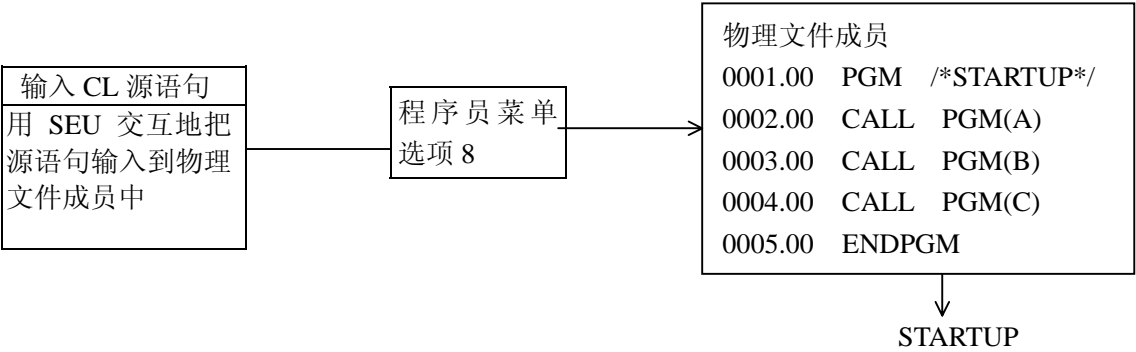 输入 CL 源语句
用 SEU 交互地把
源语句输入到物理
文件成员中
程序员菜单
选项 8
物理文件成员
0001.00 PGM /*STARTUP*/
0002.00 CALL PGM(A)
0003.00 CALL PGM(B)
0004.00 CALL PGM(C)
0005.00 ENDPGM
STARTUP